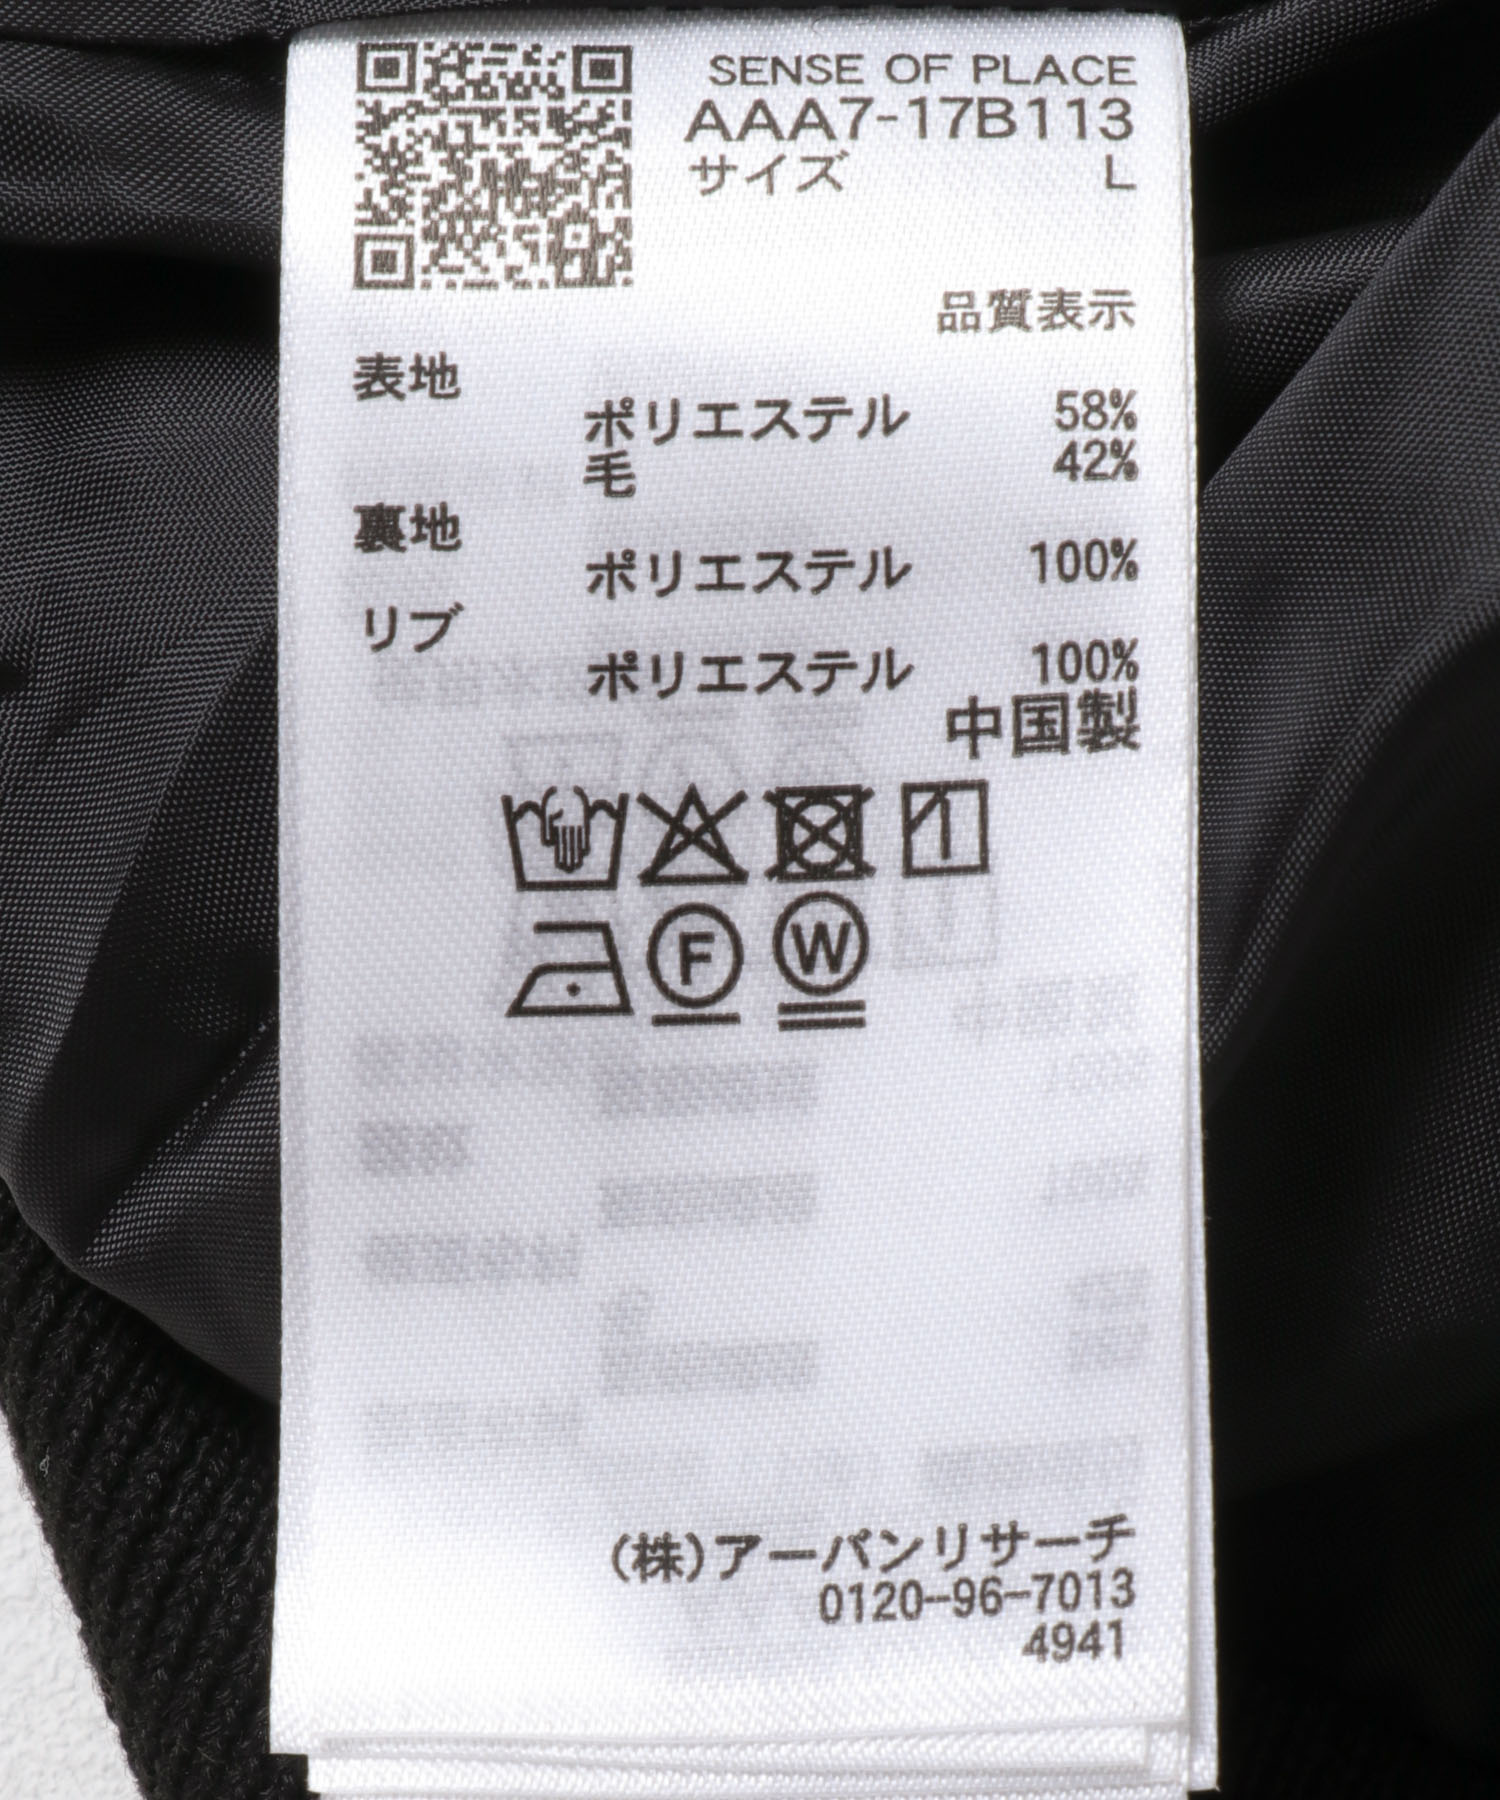 SENSE OF PLACE
AAA7-17B113
サイズ L
品質表示
表地
ポリエステル 58%
毛 42%
裏地
ポリエステル 100%
リブ
ポリエステル 100%
中国製
F W
(株)アーバンリサーチ
0120-96-7013
4941